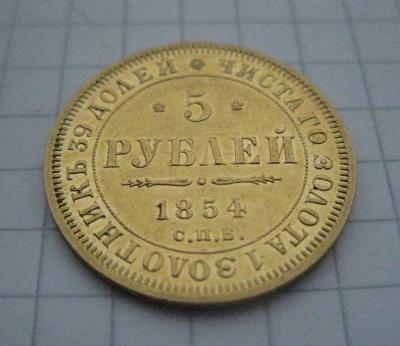 5
РУБЛЕЙ
1854
С.П.Б.
ЧИСТАГО ЗОЛОТА 1 ЗОЛОТНИКЪ 39 ДОЛЕЙ